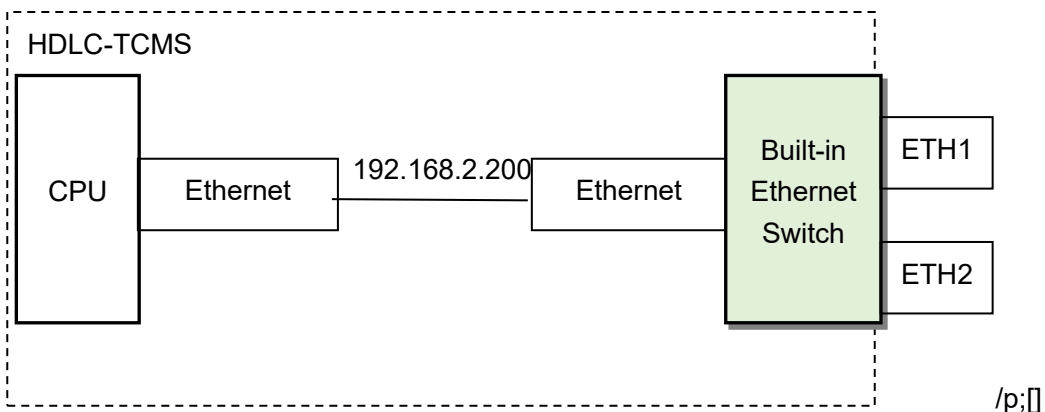 HDLC-TCMS
CPU
Ethernet
192.168.2.200
Ethernet
Built-in
Ethernet
Switch
ETH1
ETH2
/p;[]